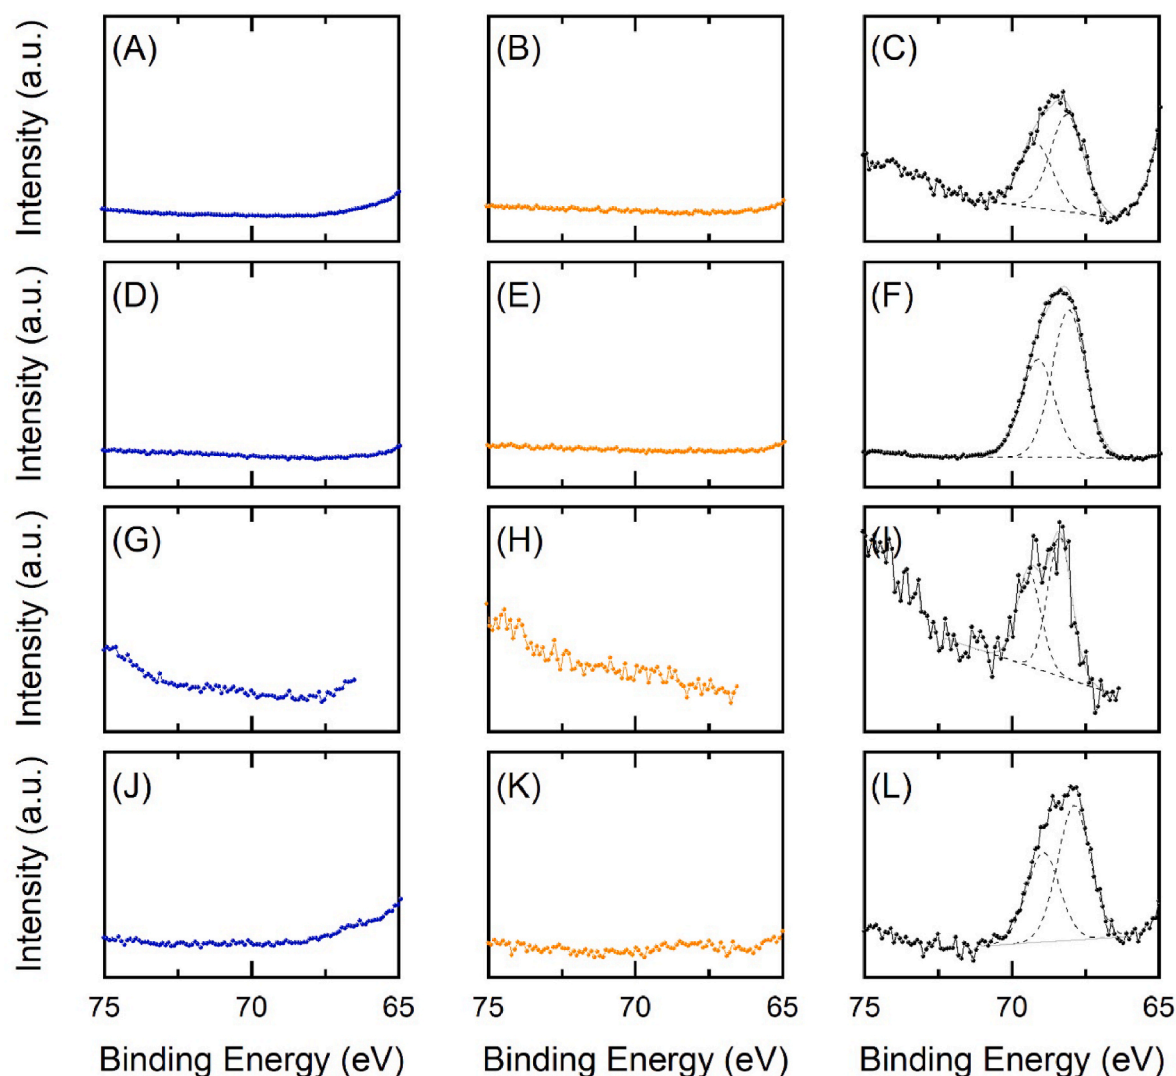 (A) (B) (C)
Intensity (a.u.)
(D) (E) (F)
Intensity (a.u.)
(G) (H) (I)
Intensity (a.u.)
(J) (K) (L)
Intensity (a.u.)
75 70 65 75 70 65 75 70 65
Binding Energy (eV) Binding Energy (eV) Binding Energy (eV)